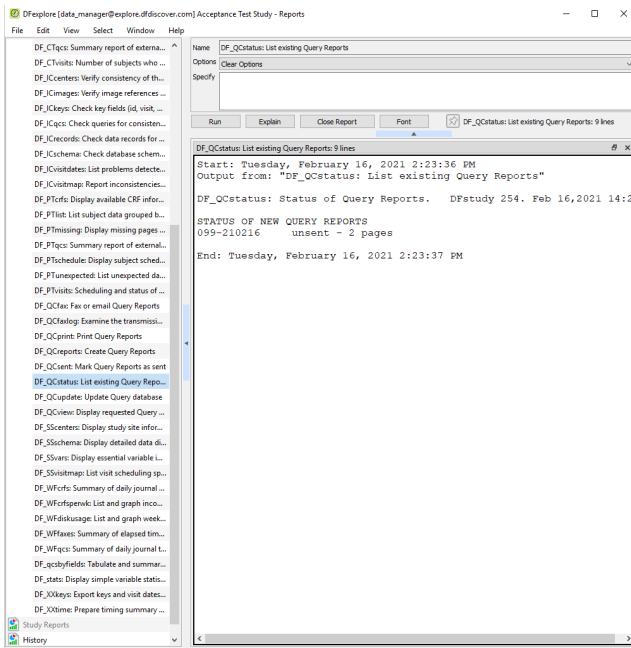 DFexplore [data_manager@explore.dfdiscover.com] Acceptance Test Study - Reports
File Edit View Select Window Help
DF_CTqcs: Summary report of externa...
DF_CTvisits: Number of subjects who ...
DF_ICcenters: Verify consistency of th...
DF_ICimages: Verify image references ...
DF_ICkeys: Check key fields (id, visit, ...
DF_ICqcs: Check queries for consisten...
DF_ICrecords: Check data records for ...
DF_ICschema: Check database schem...
DF_ICvisitdates: List problems detecte...
DF_ICvisitmap: Report inconsistencies...
DF_PTcrfs: Display available CRF infor...
DF_PTlist: List subject data grouped b...
DF_PTmissing: Display missing pages ...
DF_PTqcs: Summary report of external...
DF_PTschedule: Display subject sched...
DF_PTunexpected: List unexpected da...
DF_PTvisits: Scheduling and status of ...
DF_QCfax: Fax or email Query Reports
DF_QCfaxlog: Examine the transmissi...
DF_QCprint: Print Query Reports
DF_QCreports: Create Query Reports
DF_QCsent: Mark Query Reports as sent
DF_QCstatus: List existing Query Repo...
DF_QCupdate: Update Query database
DF_QCview: Display requested Query ...
DF_SScenters: Display study site infor...
DF_SSschema: Display detailed data di...
DF_SSvars: Display essential variable i...
DF_SSvisitmap: List visit scheduling sp...
DF_WFcrfs: Summary of daily journal ...
DF_WFcrfsperwk: List and graph inco...
DF_WFdiskusage: List and graph week...
DF_WFfaxes: Summary of elapsed tim...
DF_WFqcs: Summary of daily journal t...
DF_qcsbyfields: Tabulate and summar...
DF_stats: Display simple variable statis...
DF_XXkeys: Export keys and visit dates...
DF_XXtime: Prepare timing summary ...
Study Reports
History
Name DF_QCstatus: List existing Query Reports
Options Clear Options
Specify
Run Explain Close Report Font DF_QCstatus: List existing Query Reports: 9 lines
DF_QCstatus: List existing Query Reports: 9 lines
Start: Tuesday, February 16, 2021 2:23:36 PM
Output from: "DF_QCstatus: List existing Query Reports"
DF_QCstatus: Status of Query Reports. DFstudy 254. Feb 16,2021 14:2
STATUS OF NEW QUERY REPORTS
099-210216 unsent - 2 pages
End: Tuesday, February 16, 2021 2:23:37 PM